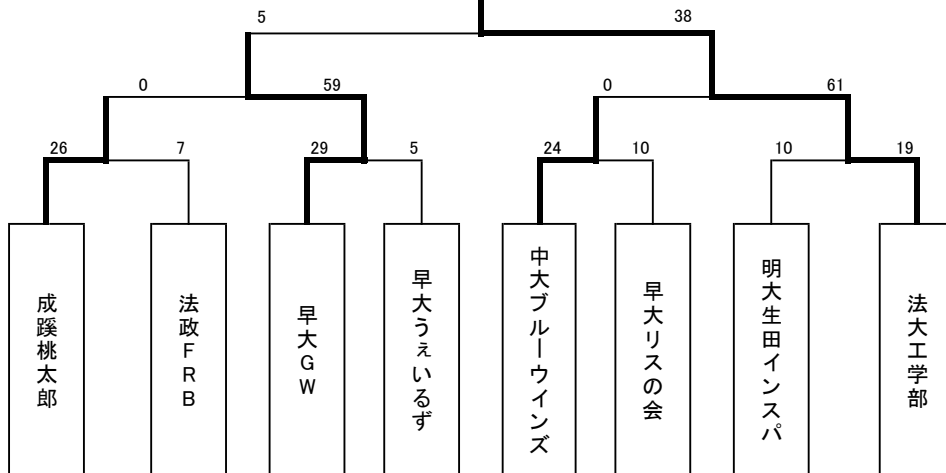 5 38
0 59 0 61
26 7 29 5 24 10 10 19
成蹊桃太郎
法政FRB
早大GW
早大うぇいるず
中大ブルーウインズ
早大リスの会
明大生田インスパ
法大工学部